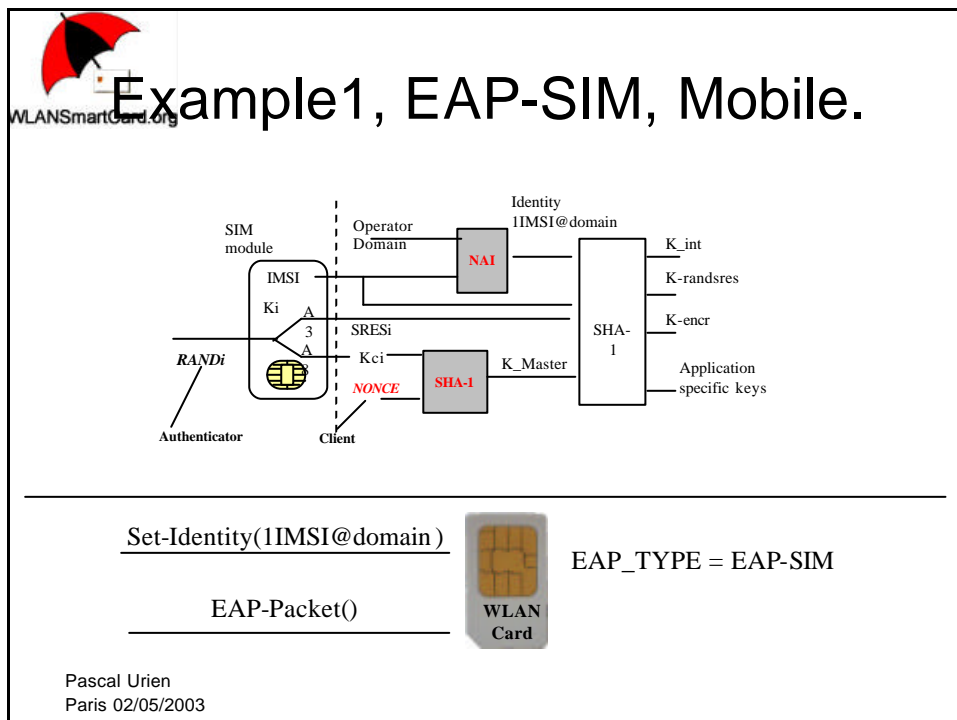 WLANSmartCard.org
Example1, EAP-SIM, Mobile.
SIM
module
Operator
Domain
Identity
1IMSI@domain
NAI
IMSI
Ki
A
3
A
8
SRESi
Kci
RANDi
NONCE
SHA-1
K_Master
SHA-
1
K_int
K-randsres
K-encr
Application
specific keys
Authenticator
Client
Set-Identity(1IMSI@domain)
EAP-Packet()
WLAN
Card
EAP_TYPE = EAP-SIM
Pascal Urien
Paris 02/05/2003